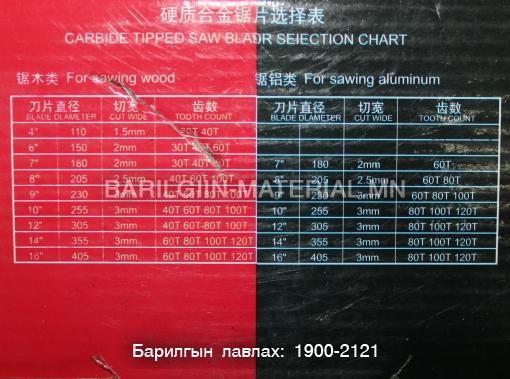 硬质合金锯片选择表
CARBIDE TIPPED SAW BLADR SEIECTION CHART
锯木类 For sawing wood
刀片直径 切宽 齿数
BLADE DLAMETER CUT WIDE TOOTH COUNT
4" 110 1.5mm 40T
6" 150 2mm 30T 40T 60T
7" 180 2mm 30T 40T 60T
8" 205 2.5mm 40T 60T 100T
9" 230 3mm 40T 60T 80T 100T
10" 255 3mm 40T 60T 80T 100T
12" 305 3mm 40T 60T 80T 100T
14" 355 3mm 60T 80T 100T 120T
16" 405 3mm 60T 80T 100T 120T
锯铝类 For sawing aluminum
刀片直径 切宽 齿数
BLADE DLAMETER CUT WIDE TOOTH COUNT
7" 180 2mm 60T
8" 205 2.5mm 60T 80T
9" 230 3mm 60T 80T 100T
10" 255 3mm 80T 100T 120T
12" 305 3mm 80T 100T 120T
14" 355 3mm 80T 100T 120T
16" 405 3mm 80T 100T 120T
BARILGIIN-MATERIAL.MN
Барилгын лавлах: 1900-2121